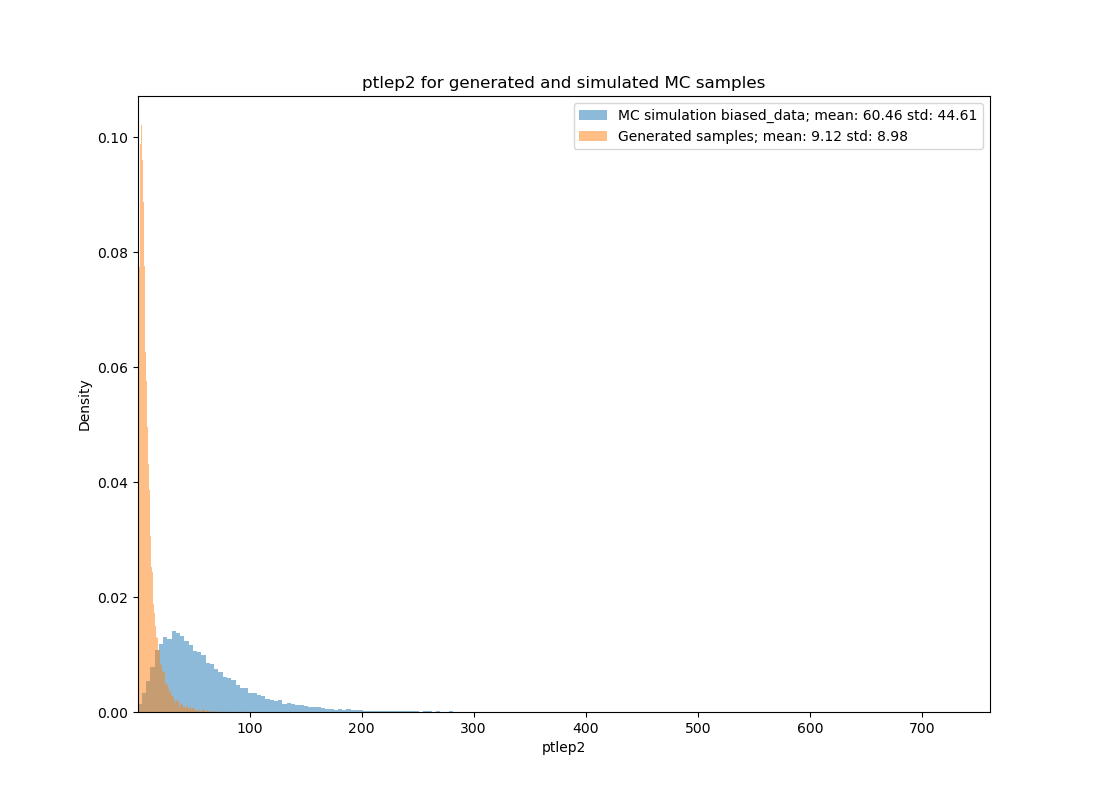 ptlep2 for generated and simulated MC samples
MC simulation biased_data; mean: 60.46 std: 44.61
Generated samples; mean: 9.12 std: 8.98
0.10
0.08
0.06
0.04
0.02
0.00
Density
100 200 300 400 500 600 700
ptlep2